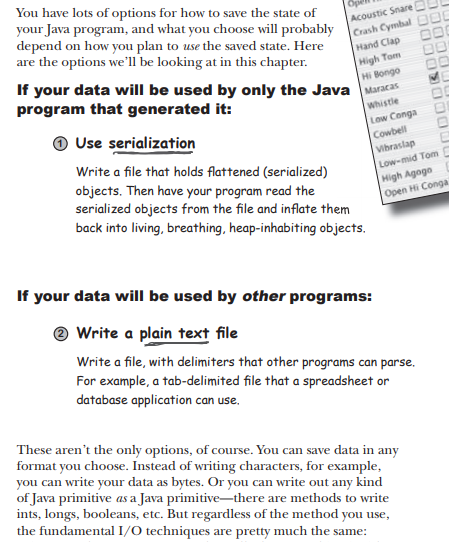 You have lots of options for how to save the state of
your Java program, and what you choose will probably
depend on how you plan to use the saved state. Here
are the options we'll be looking at in this chapter.
If your data will be used by only the Java
program that generated it:
① Use serialization
Write a file that holds flattened (serialized)
objects. Then have your program read the
serialized objects from the file and inflate them
back into living, breathing, heap-inhabiting objects.
Acoustic Snare
Crash Cymbal
Hand Clap
High Tom
Hi Bongo
Maracas
Whistle
Low Conga
Cowbell
Vibraslap
Low-mid Tom
High Agogo
Open Hi Conga
If your data will be used by other programs:
② Write a plain text file
Write a file, with delimiters that other programs can parse.
For example, a tab-delimited file that a spreadsheet or
database application can use.
These aren't the only options, of course. You can save data in any
format you choose. Instead of writing characters, for example,
you can write your data as bytes. Or you can write out any kind
of Java primitive as a Java primitive—there are methods to write
ints, longs, booleans, etc. But regardless of the method you use,
the fundamental I/O techniques are pretty much the same: